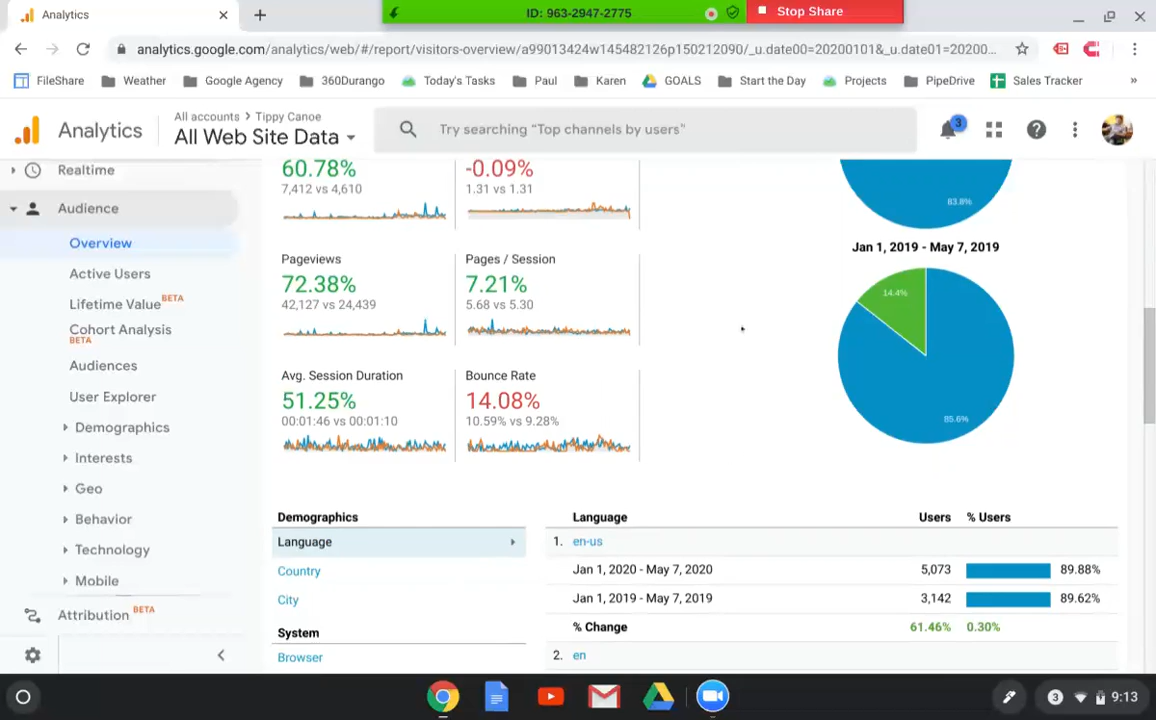 Analytics
ID: 963-2947-2775
Stop Share
analytics.google.com/analytics/web/#/report/visitors-overview/a99013424w145482126p150212090/_u.date00=20200101&_u.date01=20200...
FileShare
Weather
Google Agency
360Durango
Today's Tasks
Paul
Karen
GOALS
Start the Day
Projects
PipeDrive
Sales Tracker
»
Analytics
All accounts > Tippy Canoe
All Web Site Data
Try searching "Top channels by users"
3
Realtime
Audience
Overview
Active Users
Lifetime Value BETA
Cohort Analysis
BETA
Audiences
User Explorer
Demographics
Interests
Geo
Behavior
Technology
Mobile
Attribution BETA
60.78%
7,412 vs 4,610
-0.09%
1.31 vs 1.31
Pageviews
72.38%
42,127 vs 24,439
Pages / Session
7.21%
5.68 vs 5.30
Avg. Session Duration
51.25%
00:01:46 vs 00:01:10
Bounce Rate
14.08%
10.59% vs 9.28%
83.8%
Jan 1, 2019 - May 7, 2019
14.4%
85.6%
Demographics
Language
Country
City
System
Browser
Language Users % Users
1. en-us
Jan 1, 2020 - May 7, 2020 5,073 89.88%
Jan 1, 2019 - May 7, 2019 3,142 89.62%
% Change 61.46% 0.30%
2. en
3
9:13